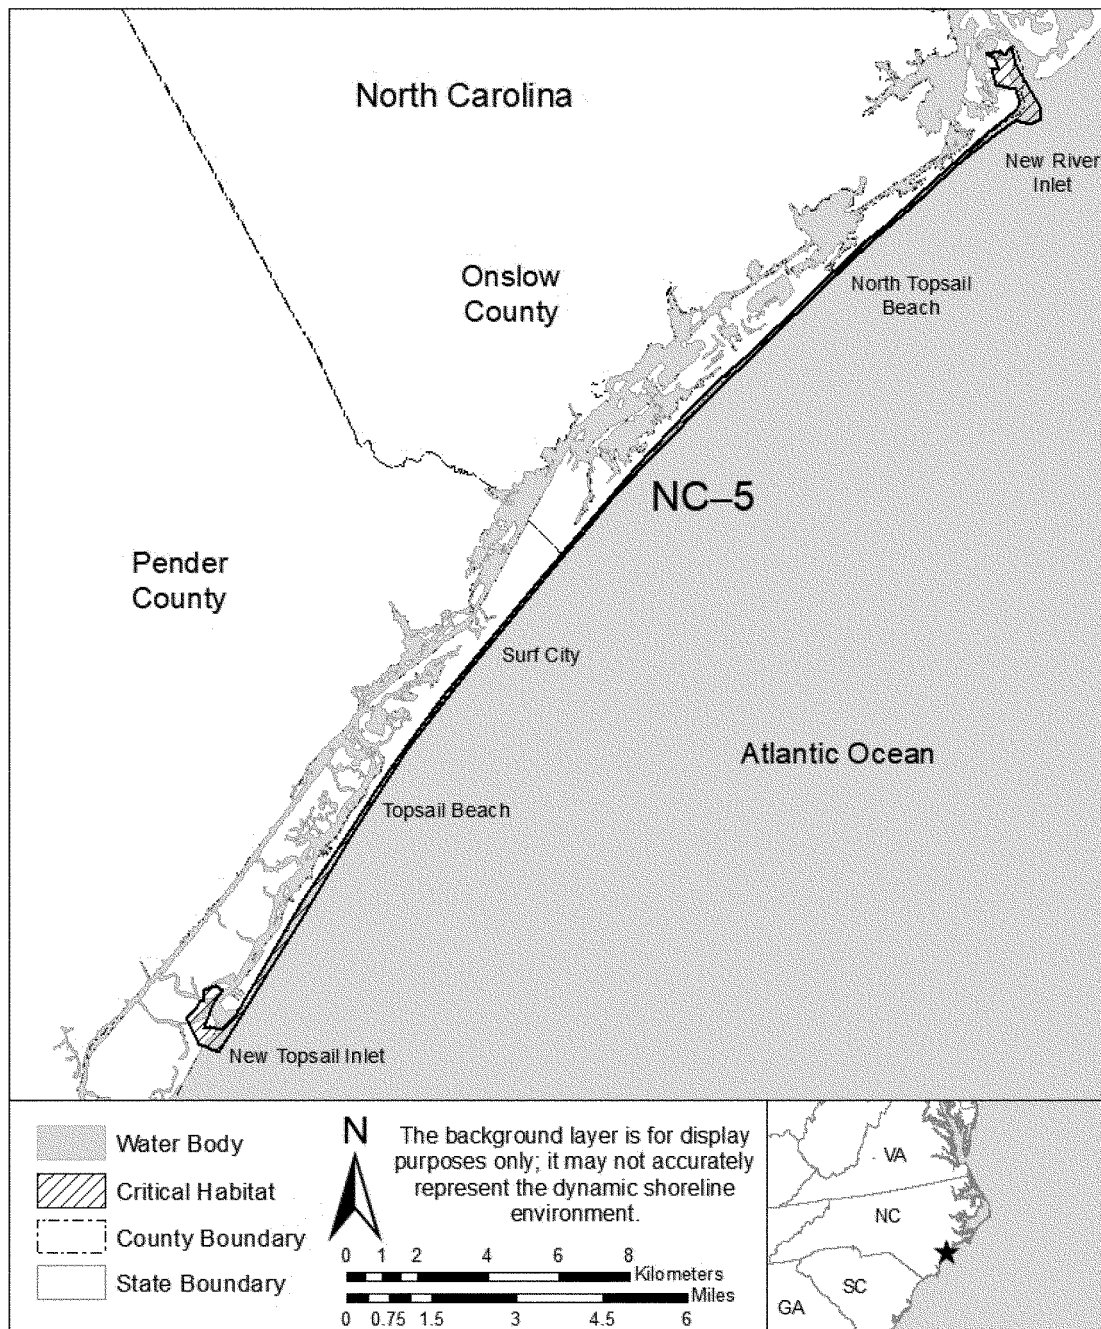 North Carolina
New River
Inlet
Onslow
County
North Topsail
Beach
NC–5
Pender
County
Surf City
Atlantic Ocean
Topsail Beach
New Topsail Inlet
Water Body
Critical Habitat
County Boundary
State Boundary
N
The background layer is for display
purposes only; it may not accurately
represent the dynamic shoreline
environment.
0 1 2 4 6 8
Kilometers
Miles
0 0.75 1.5 3 4.5 6
VA
NC
SC
GA